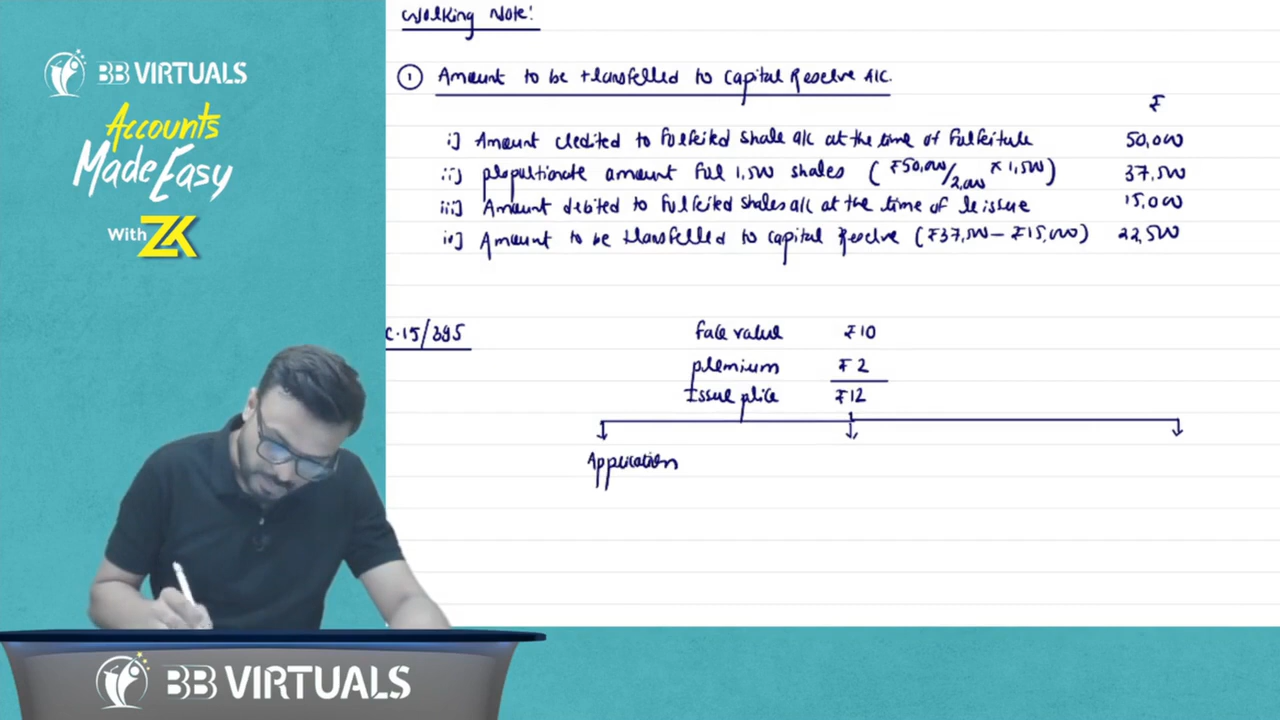 BB VIRTUALS
Accounts
Made Easy
With ZK
Working Note:
① Amount to be transferred to Capital Reserve A/c.
₹
i] Amount credited to Forfeited share a/c at the time of Forfeiture 50,000
ii] proportionate amount For 1,500 shares (₹50,000/2,000 × 1,500) 37,500
iii] Amount debited to Forfeited shares a/c at the time of reissue 15,000
iv] Amount to be transferred to capital Reserve (₹37,500 – ₹15,000) 22,500
C.15/395
Face value ₹10
premium ₹2
Issue price ₹12
Application
BB VIRTUALS